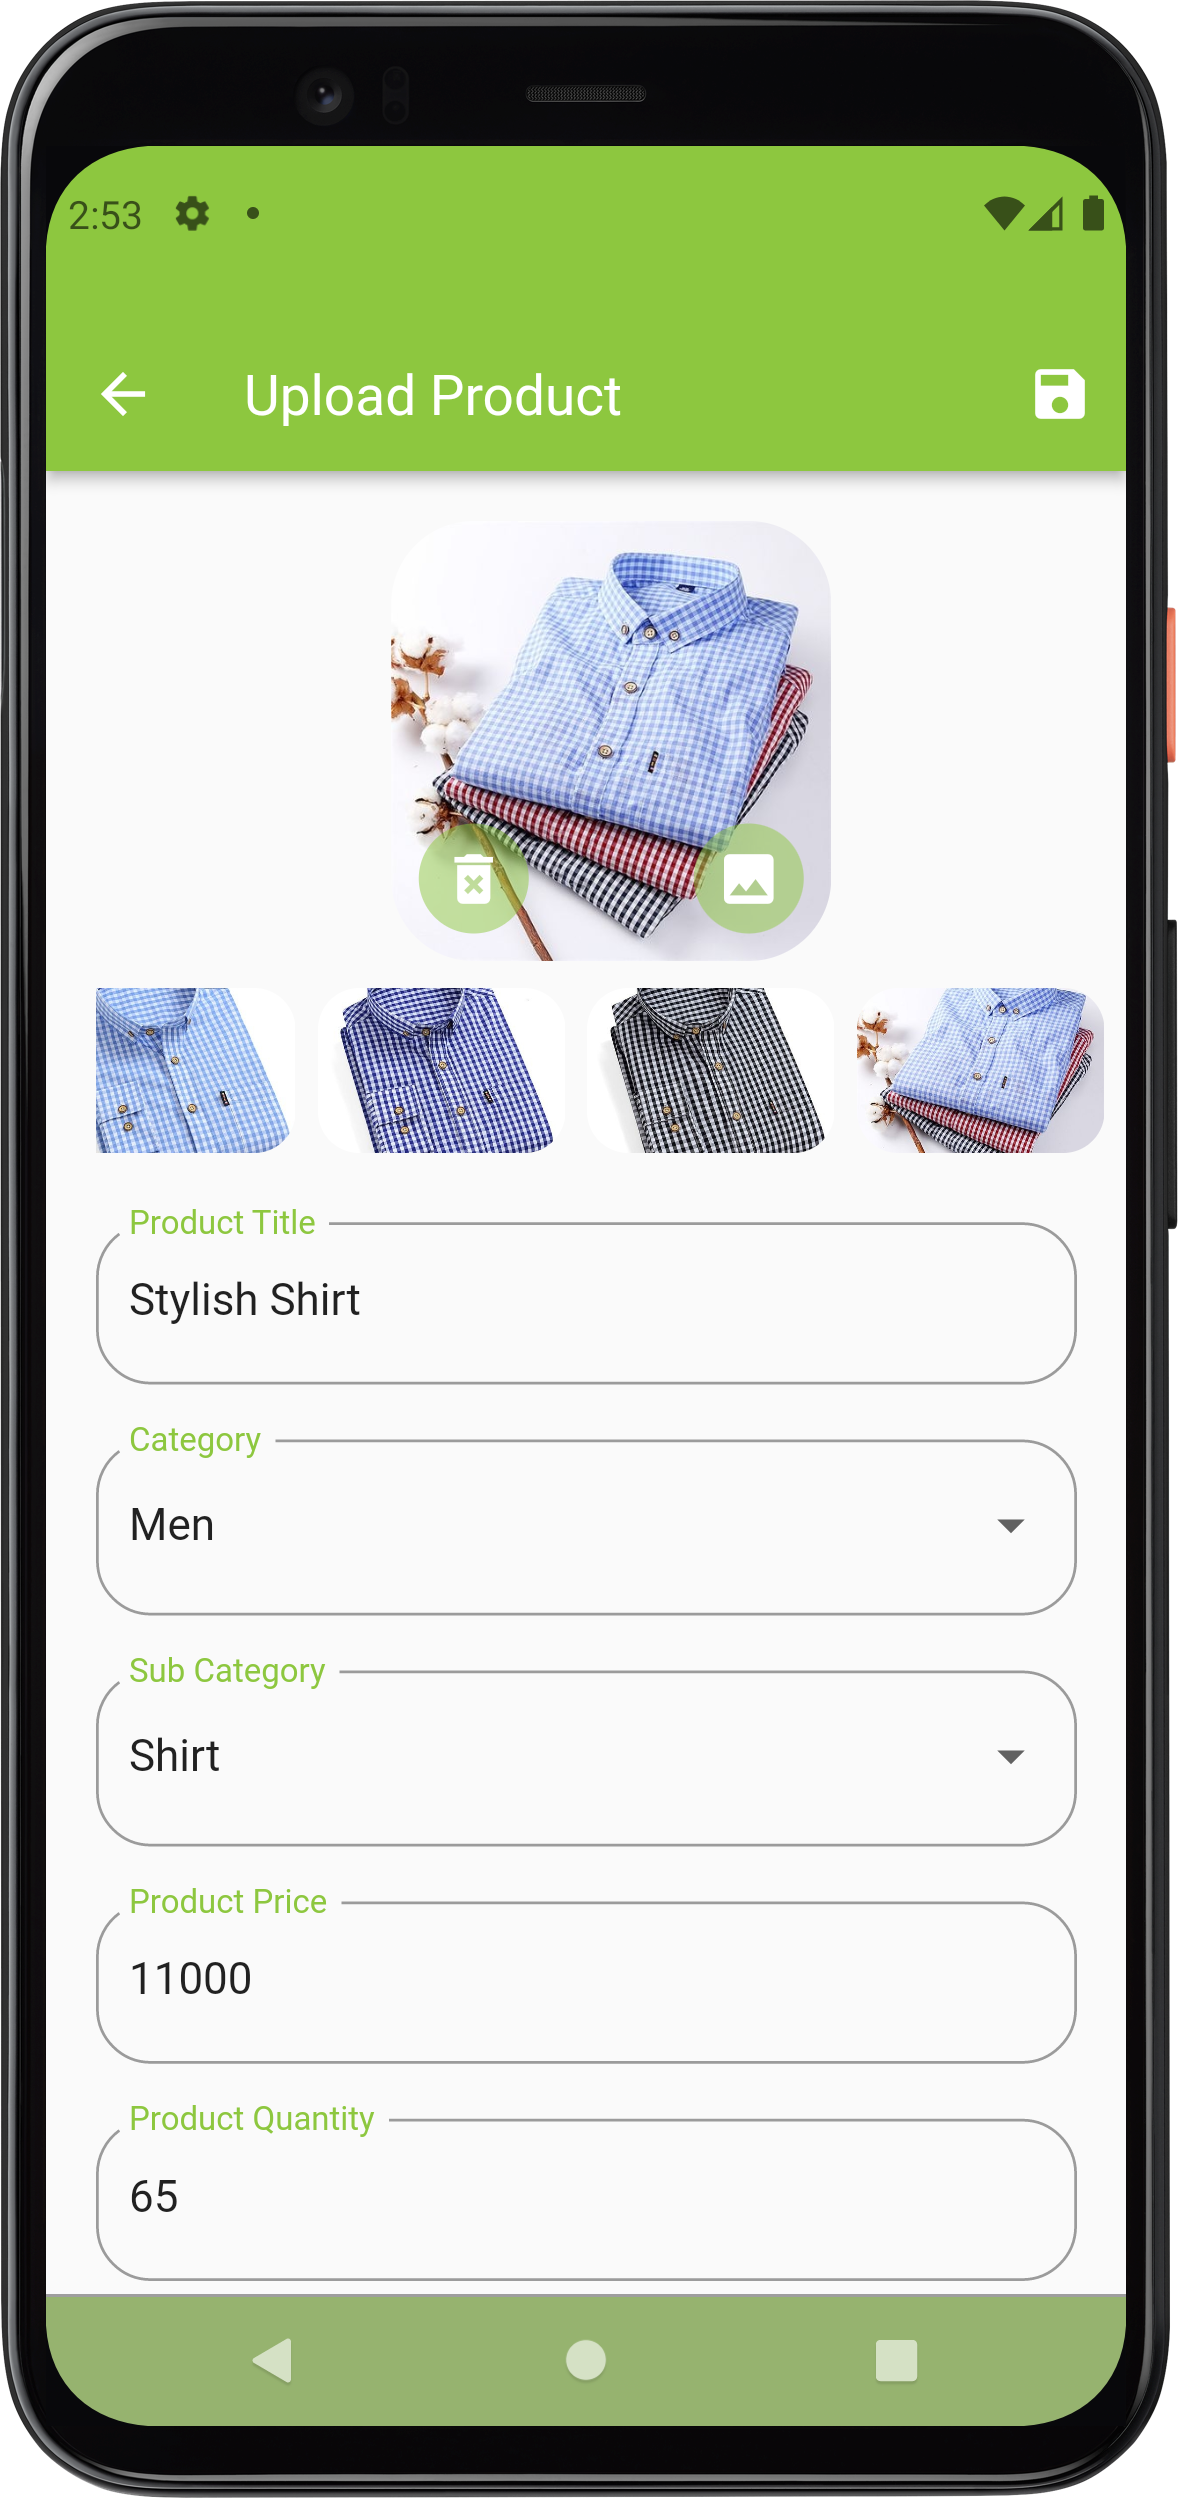 2:53
Upload Product
Product Title
Stylish Shirt
Category
Men
Sub Category
Shirt
Product Price
11000
Product Quantity
65